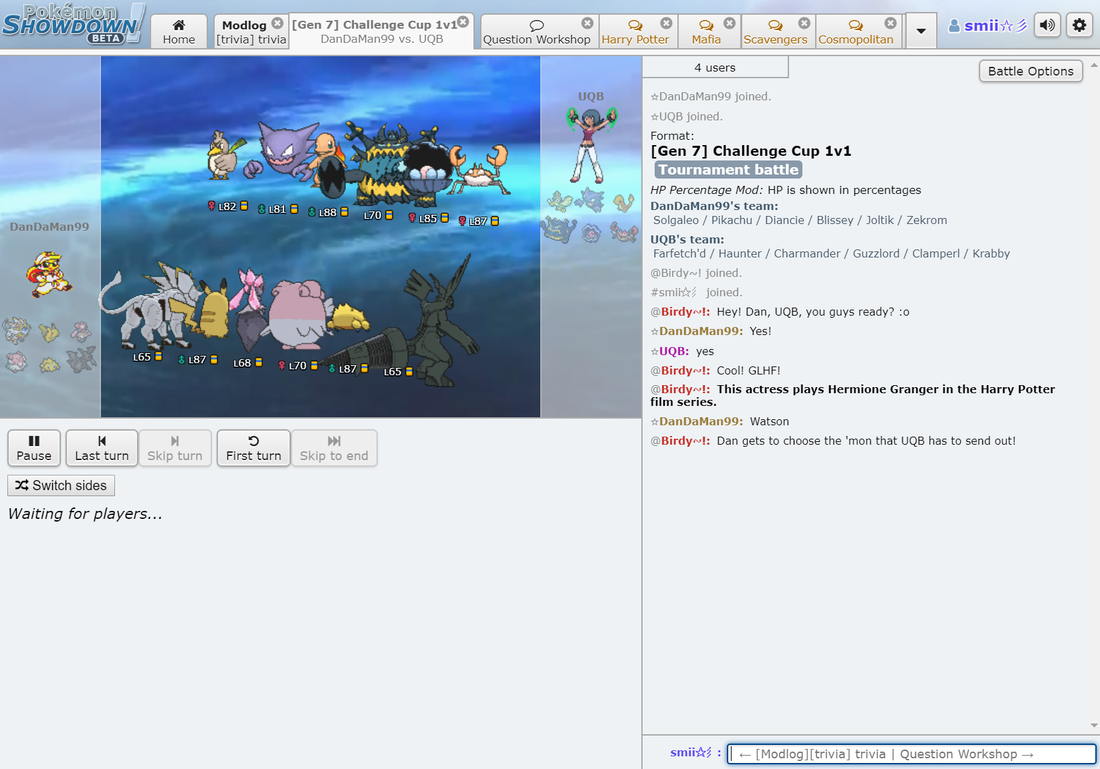 Pokémon
SHOWDOWN!
BETA
Home
Modlog
[trivia] trivia
[Gen 7] Challenge Cup 1v1
DanDaMan99 vs. UQB
Question Workshop
Harry Potter
Mafia
Scavengers
Cosmopolitan
smii☆彡
DanDaMan99
UQB
L82
L81
L88
L70
L85
L87
L65
L87
L68
L70
L87
L65
Pause
Last turn
Skip turn
First turn
Skip to end
Switch sides
Waiting for players...
4 users
Battle Options
☆DanDaMan99 joined.
☆UQB joined.
Format:
[Gen 7] Challenge Cup 1v1
Tournament battle
HP Percentage Mod: HP is shown in percentages
DanDaMan99's team:
Solgaleo / Pikachu / Diancie / Blissey / Joltik / Zekrom
UQB's team:
Farfetch'd / Haunter / Charmander / Guzzlord / Clamperl / Krabby
@Birdy~! joined.
#smii☆彡 joined.
@Birdy~!: Hey! Dan, UQB, you guys ready? :o
☆DanDaMan99: Yes!
☆UQB: yes
@Birdy~!: Cool! GLHF!
@Birdy~!: This actress plays Hermione Granger in the Harry Potter
film series.
☆DanDaMan99: Watson
@Birdy~!: Dan gets to choose the 'mon that UQB has to send out!
smii☆彡 : ← [Modlog][trivia] trivia | Question Workshop →